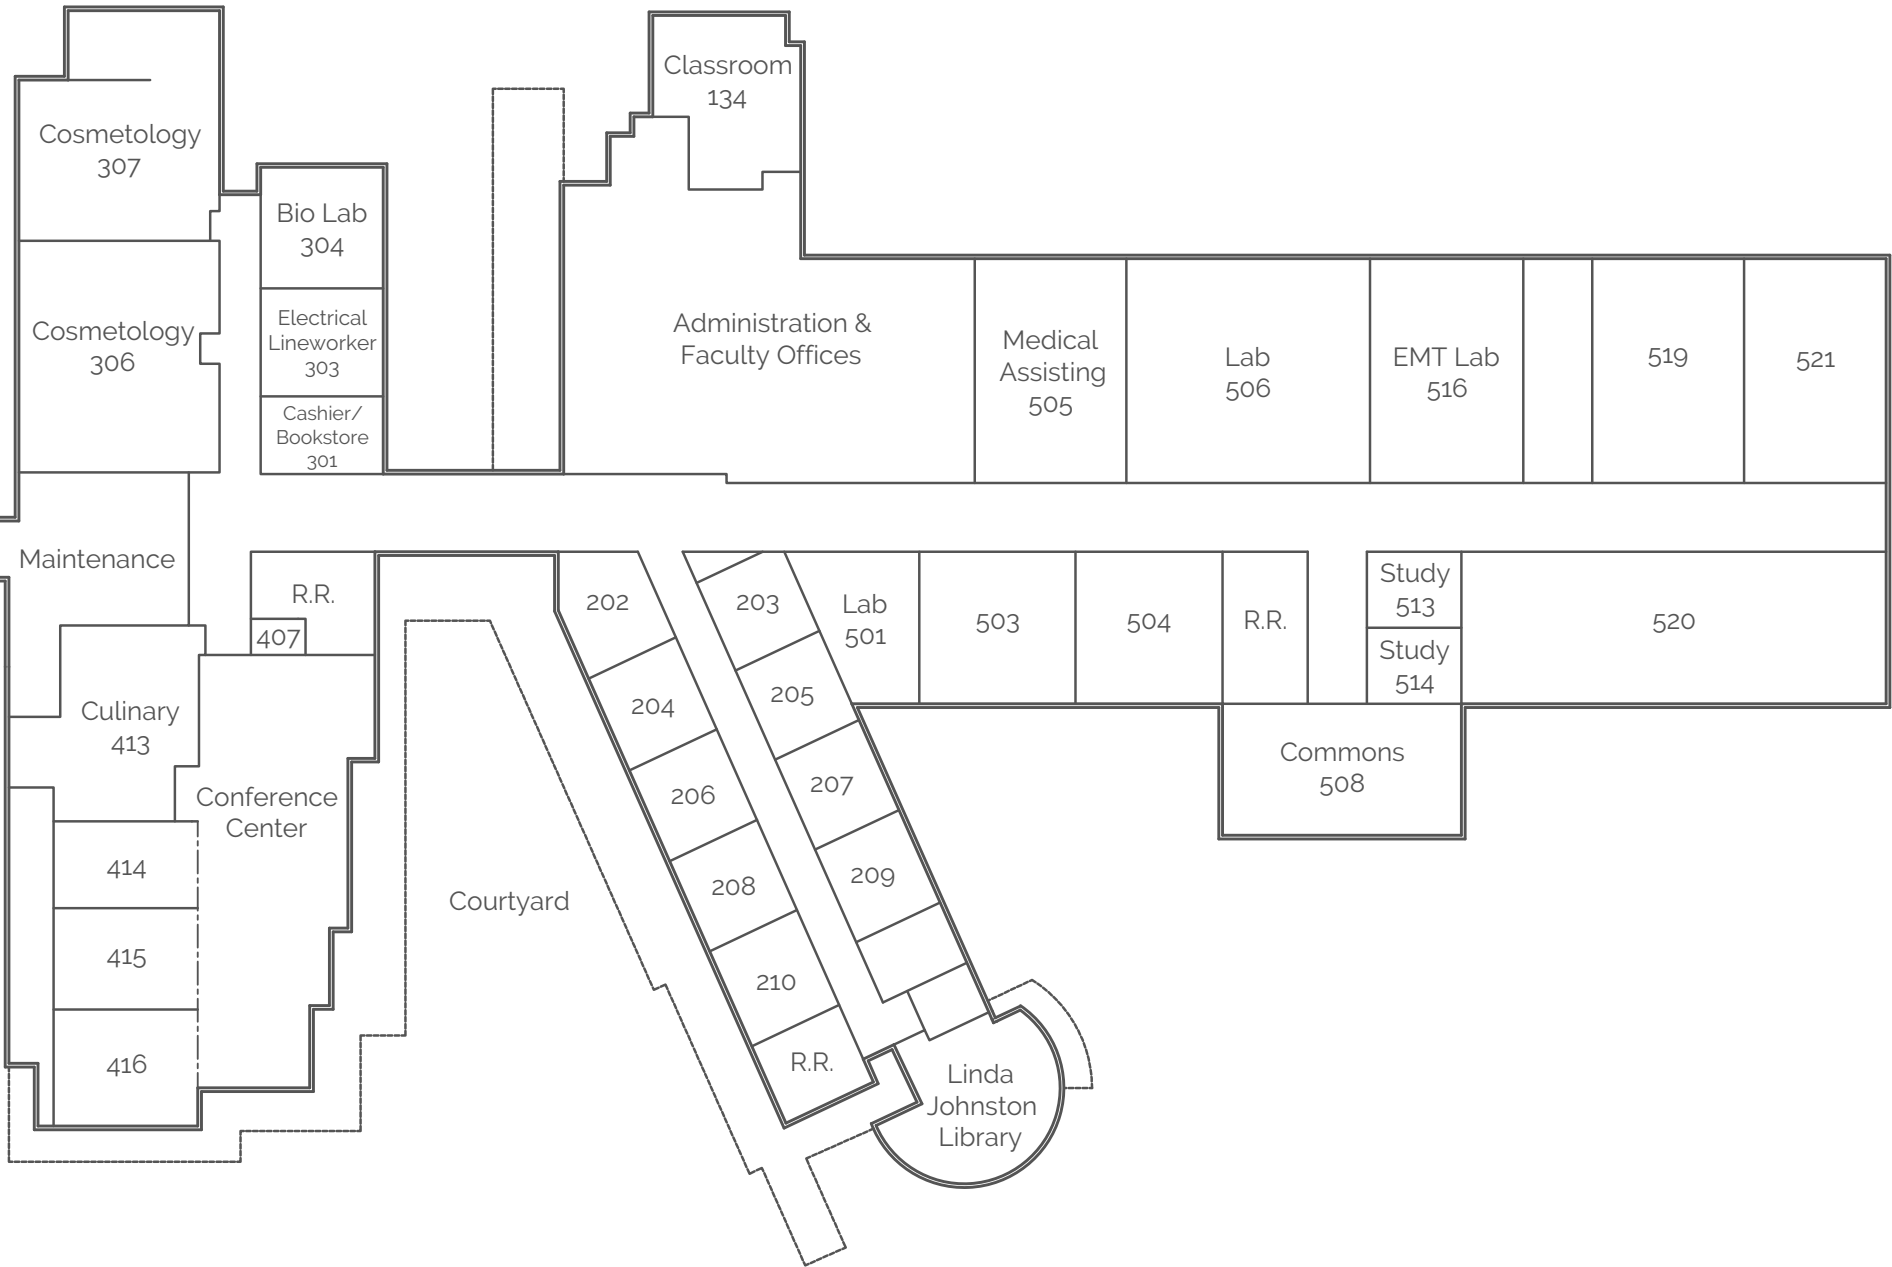 Classroom
134
Cosmetology
307
Bio Lab
304
Electrical
Lineworker
303
Cosmetology
306
Cashier/
Bookstore
301
Administration &
Faculty Offices
Medical
Assisting
505
Lab
506
EMT Lab
516
519
521
Maintenance
R.R.
407
202
203
Lab
501
503
504
R.R.
Study
513
Study
514
520
204
205
Culinary
413
Conference
Center
206
207
Commons
508
414
208
209
Courtyard
415
210
416
R.R.
Linda
Johnston
Library